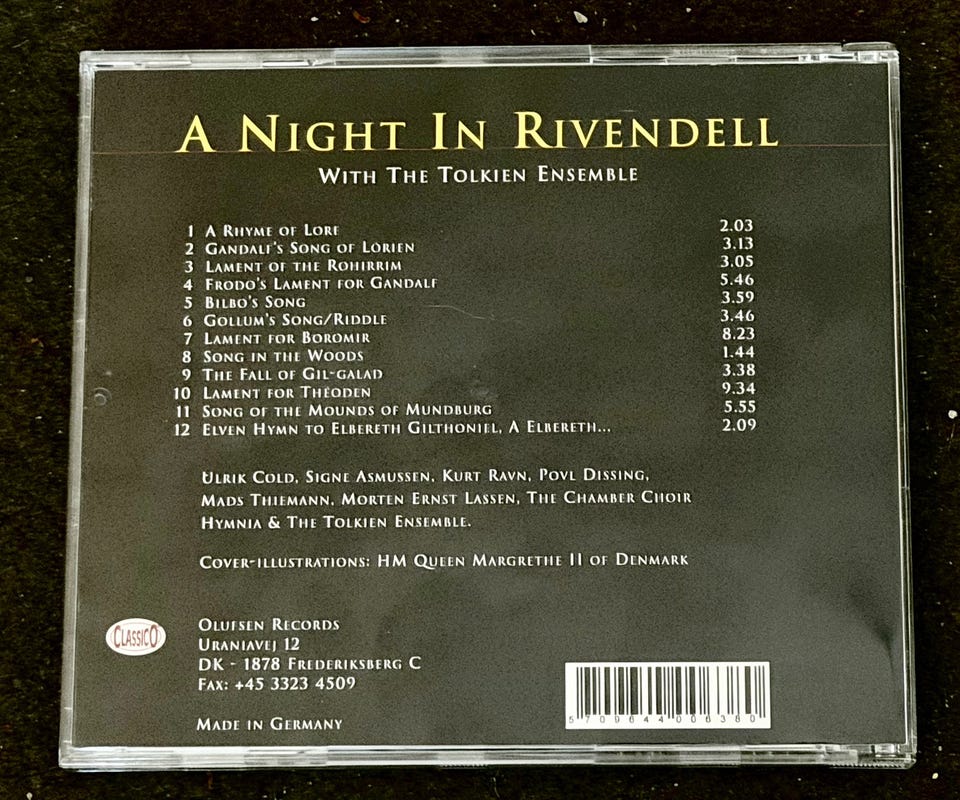 A Night In Rivendell
With The Tolkien Ensemble
1 A Rhyme of Lore 2.03
2 Gandalf's Song of Lórien 3.13
3 Lament of the Rohirrim 3.05
4 Frodo's Lament for Gandalf 5.46
5 Bilbo's Song 3.59
6 Gollum's Song/Riddle 3.46
7 Lament for Boromir 8.23
8 Song in the Woods 1.44
9 The Fall of Gil-galad 3.38
10 Lament for Théoden 9.34
11 Song of the Mounds of Mundburg 5.55
12 Elven Hymn to Elbereth Gilthoniel, A Elbereth... 2.09
Ulrik Cold, Signe Asmussen, Kurt Ravn, Povl Dissing,
Mads Thiemann, Morten Ernst Lassen, The Chamber Choir
Hymnia & The Tolkien Ensemble.
Cover-illustrations: HM Queen Margrethe II of Denmark
CLASSICO
Olufsen Records
Uraniavej 12
DK - 1878 Frederiksberg C
Fax: +45 3323 4509
Made in Germany
5 709644 006380